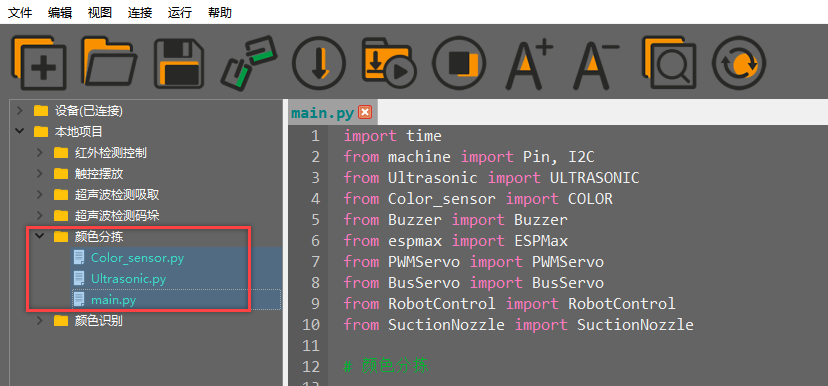 文件 编辑 视图 连接 运行 帮助
设备(已连接)
本地项目
红外检测控制
触控摆放
超声波检测吸取
超声波检测码垛
颜色分拣
Color_sensor.py
Ultrasonic.py
main.py
颜色识别
main.py
1 import time
2 from machine import Pin, I2C
3 from Ultrasonic import ULTRASONIC
4 from Color_sensor import COLOR
5 from Buzzer import Buzzer
6 from espmax import ESPMax
7 from PWMServo import PWMServo
8 from BusServo import BusServo
9 from RobotControl import RobotControl
10 from SuctionNozzle import SuctionNozzle
11
12 # 颜色分拣